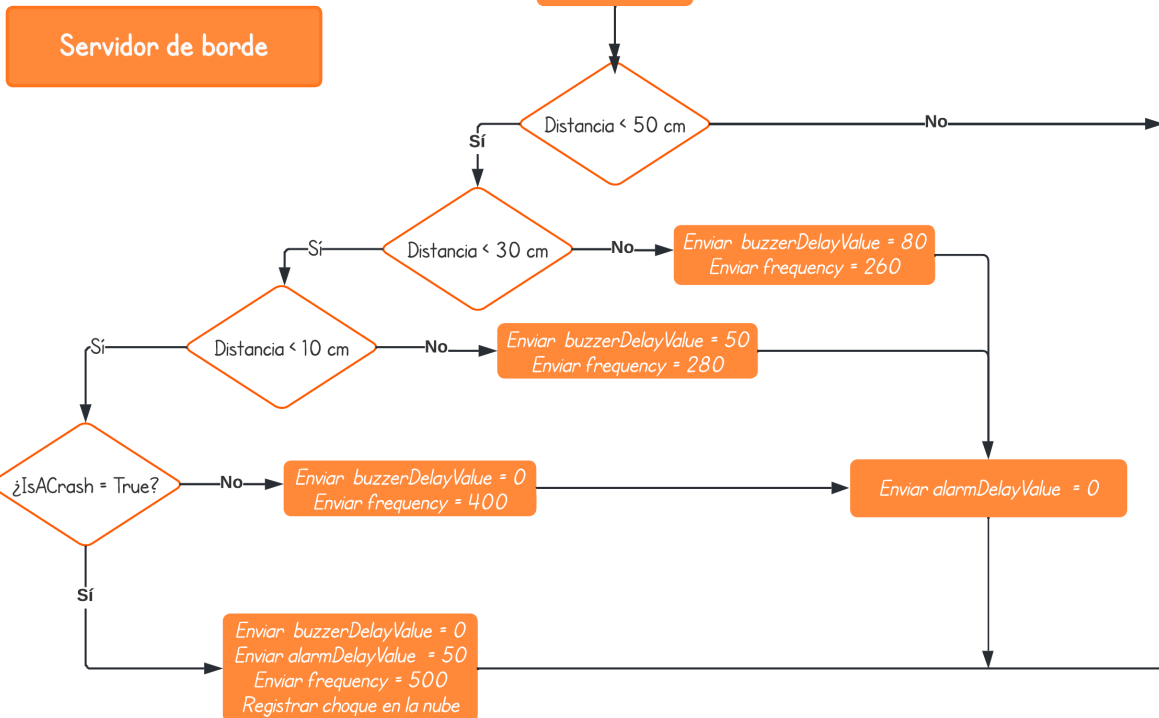 Servidor de borde
Distancia < 50 cm
No
Sí
Distancia < 30 cm
No
Enviar buzzerDelayValue = 80
Enviar frequency = 260
Sí
Distancia < 10 cm
No
Enviar buzzerDelayValue = 50
Enviar frequency = 280
Sí
¿IsACrash = True?
No
Enviar buzzerDelayValue = 0
Enviar frequency = 400
Enviar alarmDelayValue = 0
Sí
Enviar buzzerDelayValue = 0
Enviar alarmDelayValue = 50
Enviar frequency = 500
Registrar choque en la nube